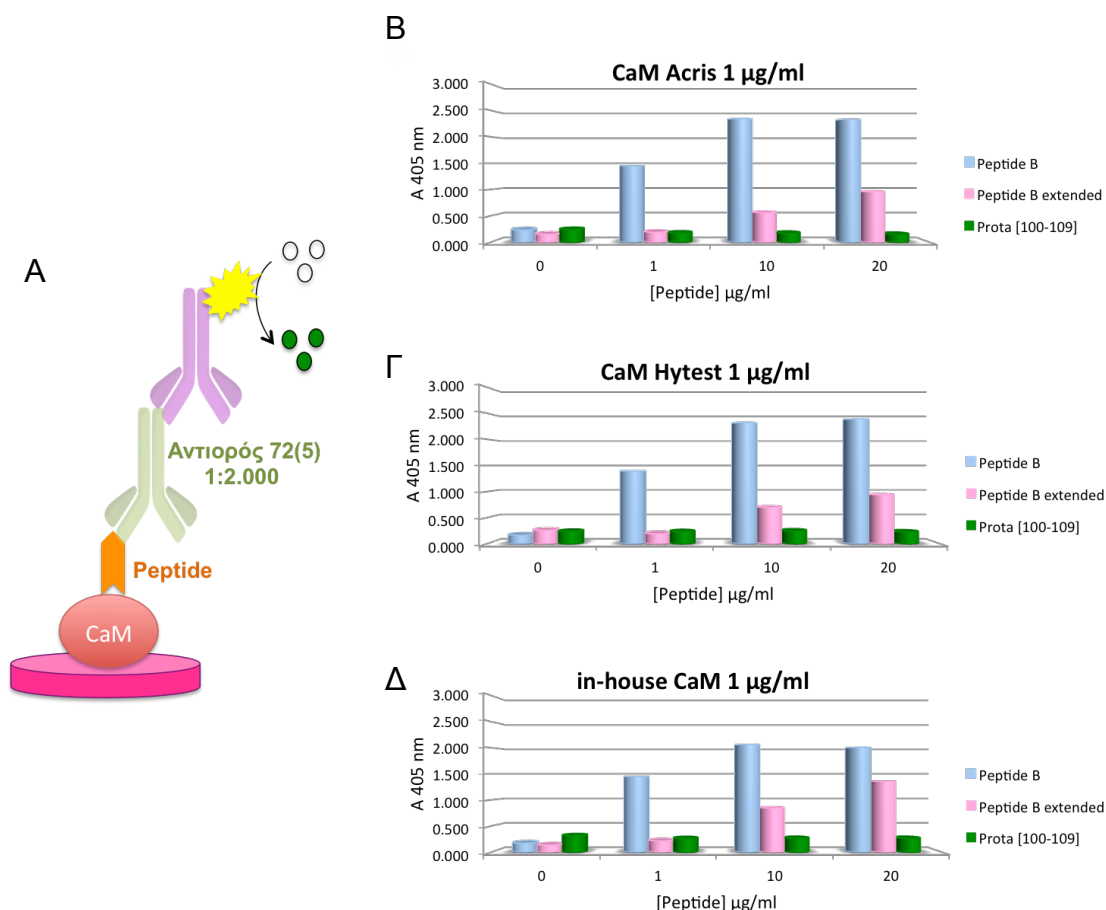 Α
Αντιορός 72(5)
1:2.000
Peptide
CaM
Β
CaM Acris 1 μg/ml
A 405 nm
3.000
2.500
2.000
1.500
1.000
0.500
0.000
0 1 10 20
[Peptide] μg/ml
Peptide B
Peptide B extended
Prota [100-109]
Γ
CaM Hytest 1 μg/ml
A 405 nm
3.000
2.500
2.000
1.500
1.000
0.500
0.000
0 1 10 20
[Peptide] μg/ml
Peptide B
Peptide B extended
Prota [100-109]
Δ
in-house CaM 1 μg/ml
A 405 nm
3.000
2.500
2.000
1.500
1.000
0.500
0.000
0 1 10 20
[Peptide] μg/ml
Peptide B
Peptide B extended
Prota [100-109]